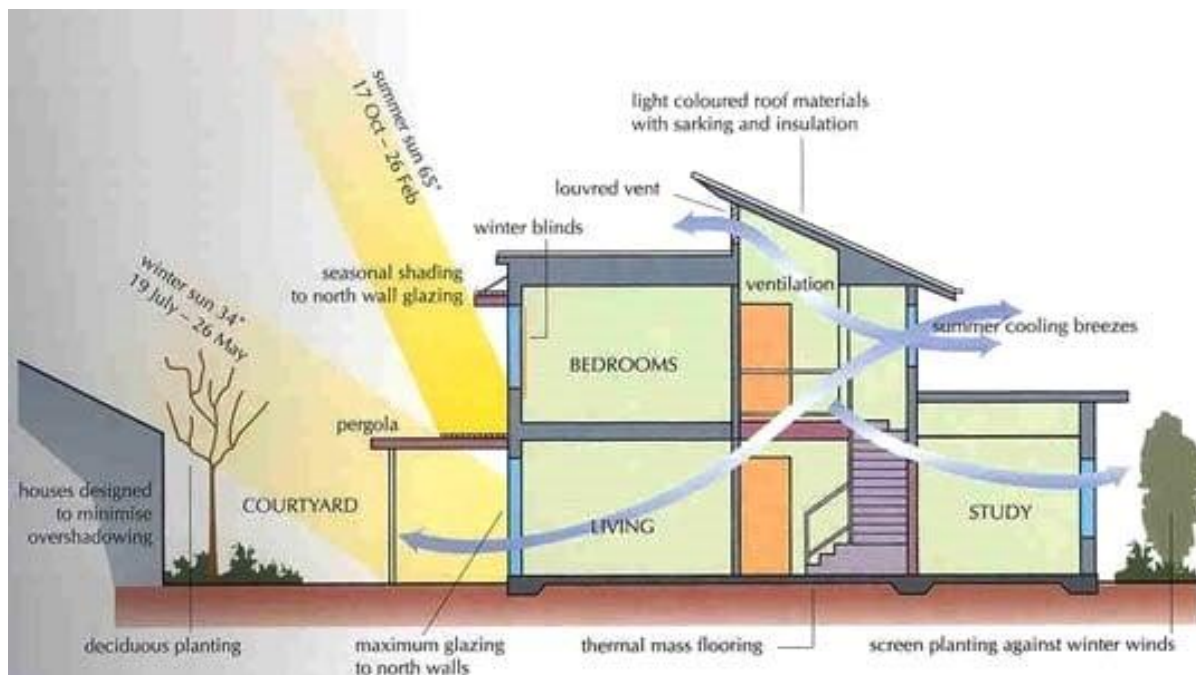 summer sun 65°
17 Oct – 26 Feb
light coloured roof materials
with sarking and insulation
louvred vent
winter blinds
winter sun 34°
19 July – 26 May
seasonal shading
to north wall glazing
ventilation
summer cooling breezes
BEDROOMS
pergola
houses designed
to minimise
overshadowing
COURTYARD
LIVING
STUDY
deciduous planting
maximum glazing
to north walls
thermal mass flooring
screen planting against winter winds